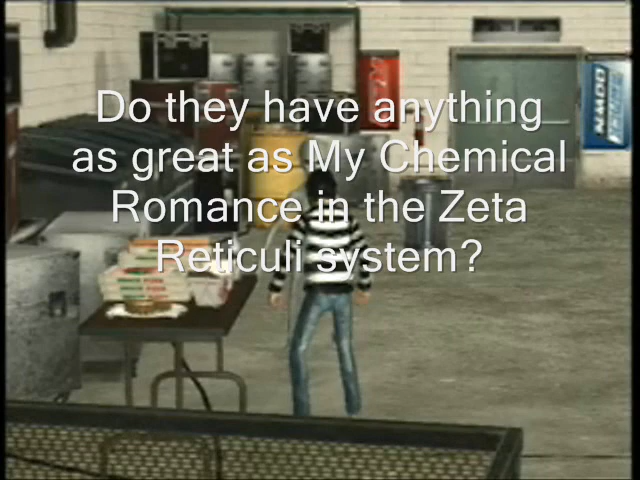 Do they have anything
as great as My Chemical
Romance in the Zeta
Reticuli system?